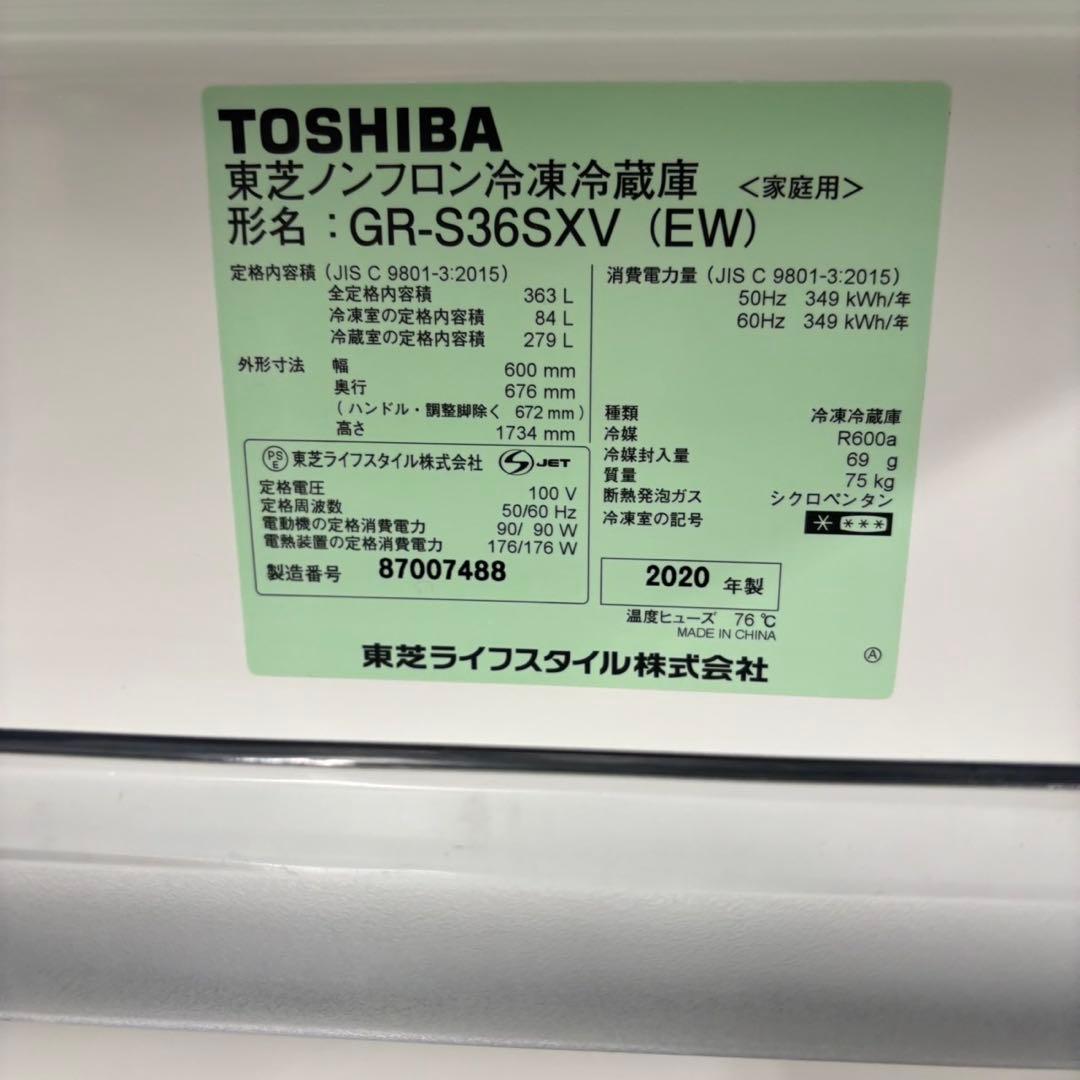 TOSHIBA
東芝ノンフロン冷凍冷蔵庫 <家庭用>
形名：GR-S36SXV (EW)
定格内容積 (JIS C 9801-3:2015)
全定格内容積 363 L
冷凍室の定格内容積 84 L
冷蔵室の定格内容積 279 L
外形寸法 幅 600 mm
奥行 676 mm
(ハンドル・調整脚除く 672 mm)
高さ 1734 mm
PSE 東芝ライフスタイル株式会社 S JET
定格電圧 100 V
定格周波数 50/60 Hz
電動機の定格消費電力 90/ 90 W
電熱装置の定格消費電力 176/176 W
製造番号 87007488
消費電力量 (JIS C 9801-3:2015)
50Hz 349 kWh/年
60Hz 349 kWh/年
種類 冷凍冷蔵庫
冷媒 R600a
冷媒封入量 69 g
質量 75 kg
断熱発泡ガス シクロペンタン
冷凍室の記号 * ***
2020 年製
温度ヒューズ 76 ℃
MADE IN CHINA
東芝ライフスタイル株式会社
Ⓐ